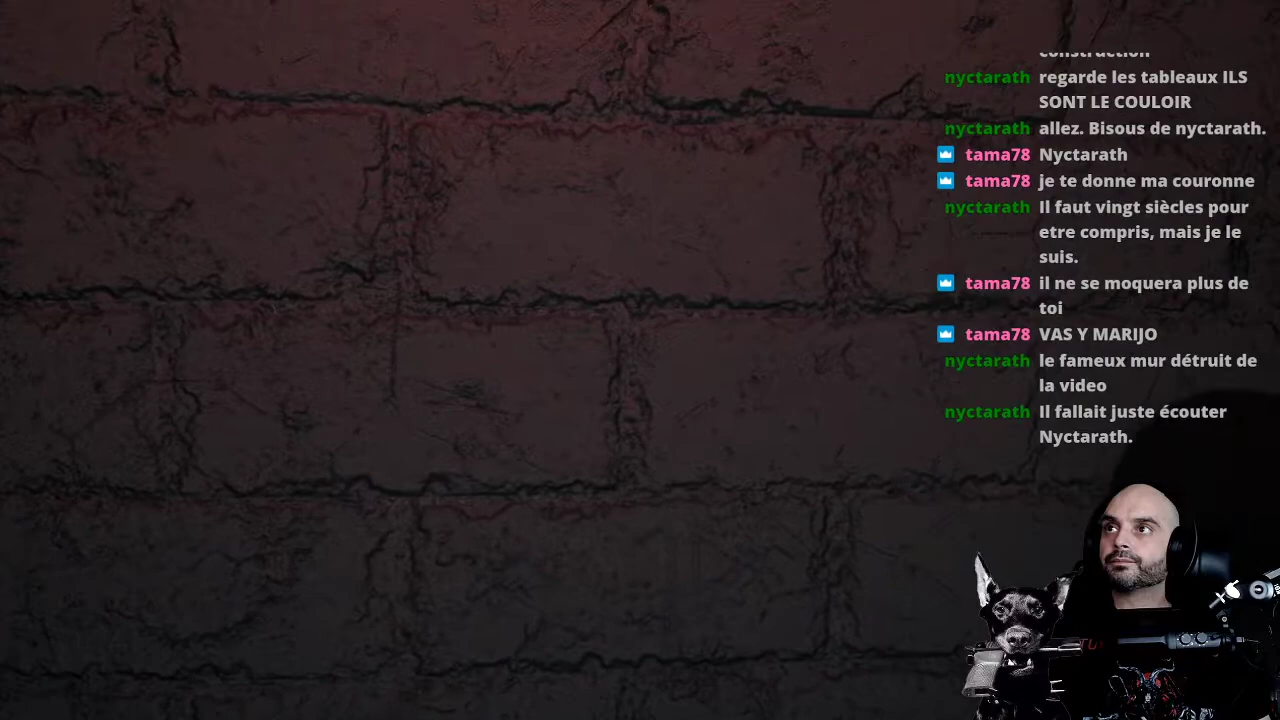 construction
nyctarath regarde les tableaux ILS
SONT LE COULOIR
nyctarath allez. Bisous de nyctarath.
tama78 Nyctarath
tama78 je te donne ma couronne
nyctarath Il faut vingt siècles pour
etre compris, mais je le
suis.
tama78 il ne se moquera plus de
toi
tama78 VAS Y MARIJO
nyctarath le fameux mur détruit de
la video
nyctarath Il fallait juste écouter
Nyctarath.